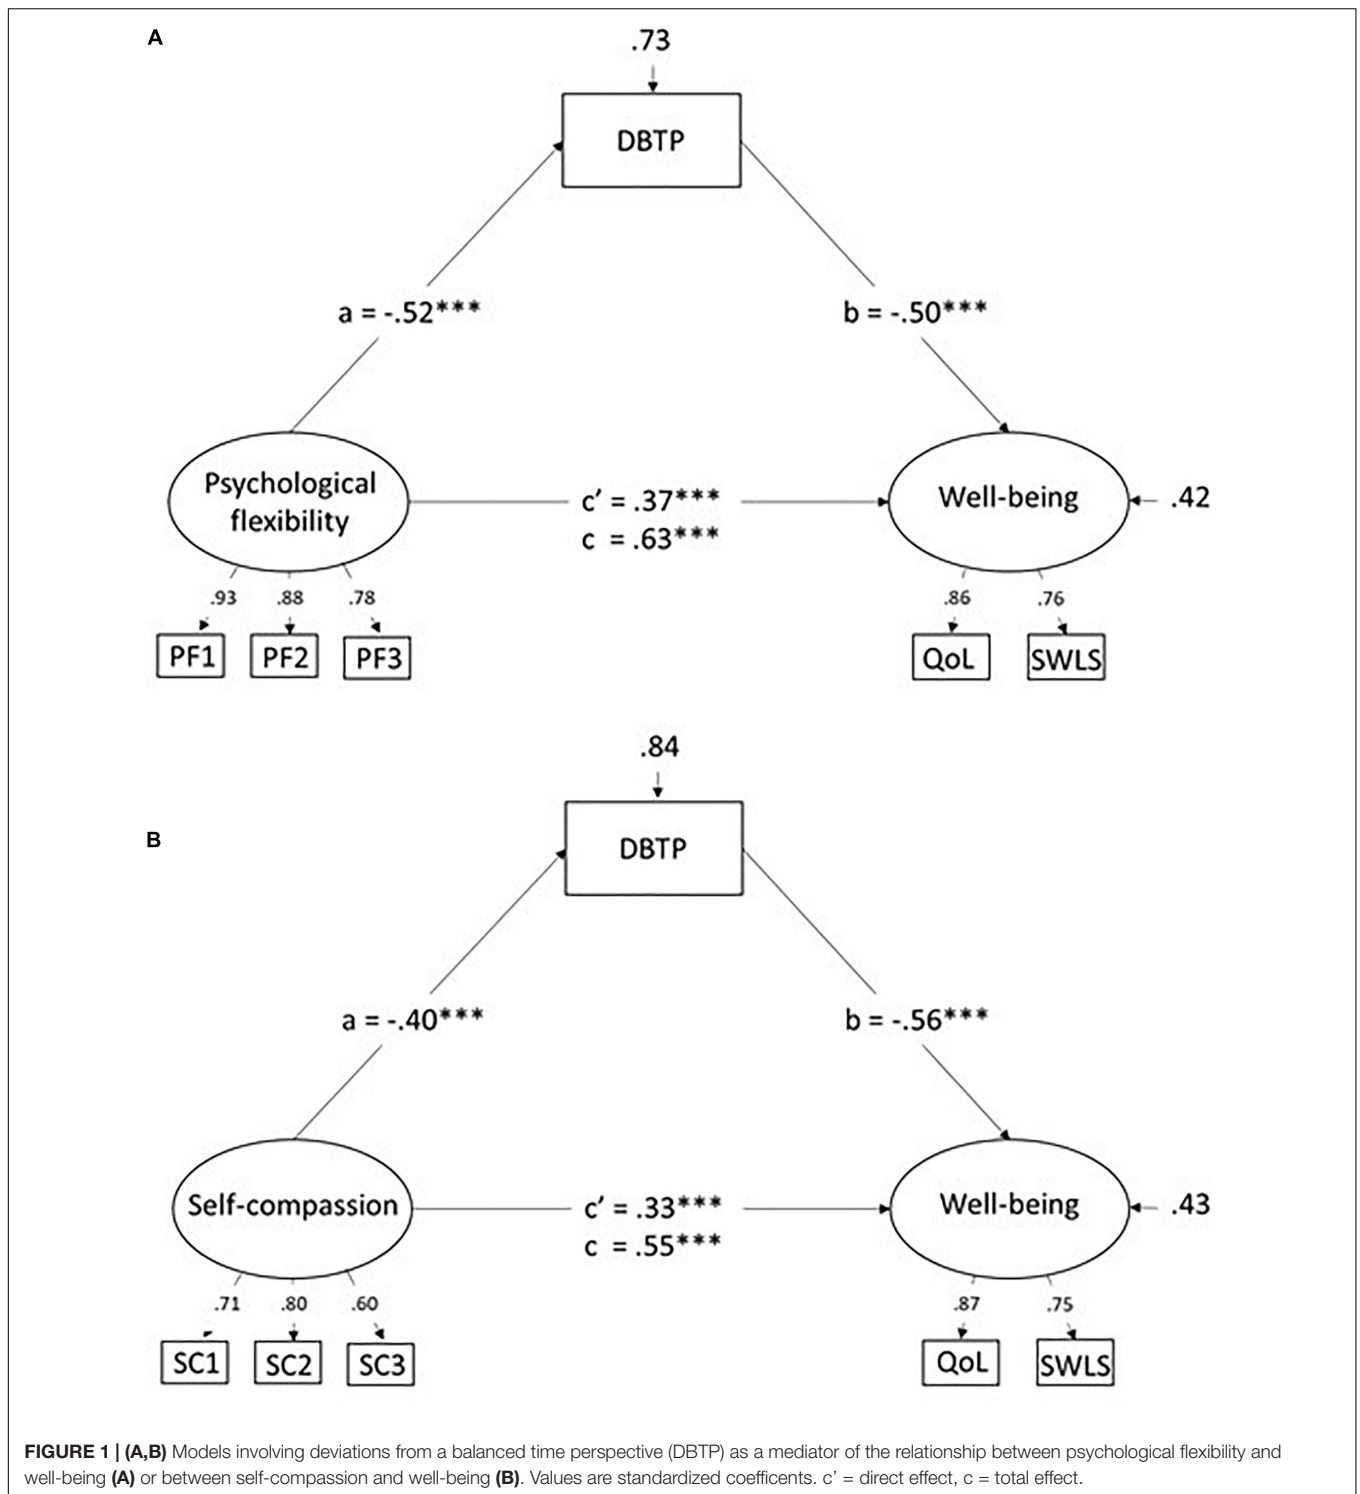 A
.73
DBTP
a = -.52***
b = -.50***
Psychological
flexibility
c’ = .37***
c = .63***
Well-being
.42
.93
.88
.78
.86
.76
PF1
PF2
PF3
QoL
SWLS
.84
B
DBTP
a = -.40***
b = -.56***
Self-compassion
c’ = .33***
c = .55***
Well-being
.43
.71
.80
.60
.87
.75
SC1
SC2
SC3
QoL
SWLS
FIGURE 1 | (A,B) Models involving deviations from a balanced time perspective (DBTP) as a mediator of the relationship between psychological flexibility and
well-being (A) or between self-compassion and well-being (B). Values are standardized coefficents. c’ = direct effect, c = total effect.